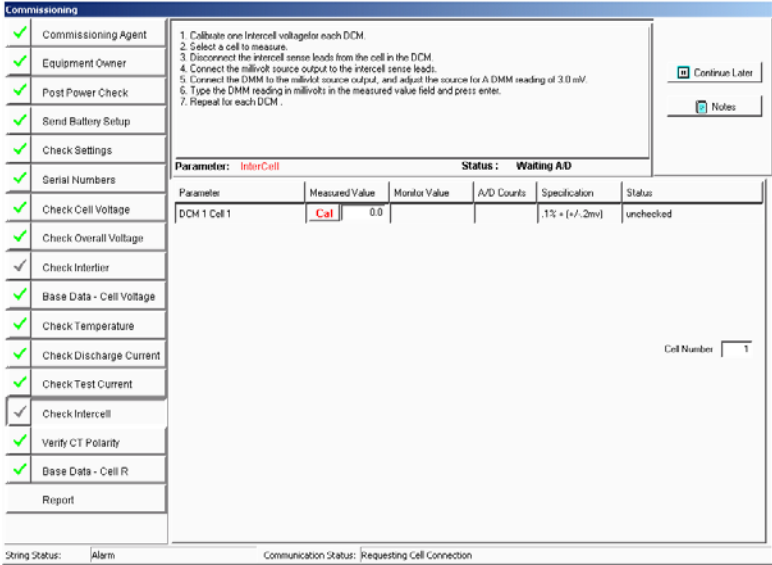 Commissioning
Commissioning Agent
Equipment Owner
Post Power Check
Send Battery Setup
Check Settings
Serial Numbers
Check Cell Voltage
Check Overall Voltage
Check Intertier
Base Data - Cell Voltage
Check Temperature
Check Discharge Current
Check Test Current
Check Intercell
Verify CT Polarity
Base Data - Cell R
Report
1. Calibrate one Intercell voltagefor each DCM.
2. Select a cell to measure.
3. Disconnect the intercell sense leads from the cell in the DCM.
4. Connect the millivolt source output to the intercell sense leads.
5. Connect the DMM to the millivlot source output, and adjust the source for A DMM reading of 3.0 mV.
6. Type the DMM reading in millivolts in the measured value field and press enter.
7. Repeat for each DCM .
Continue Later
Notes
Parameter: InterCell Status : Waiting A/D
Parameter Measured Value Monitor Value A/D Counts Specification Status
DCM 1 Cell 1 Cal 0.0 .1% + (+/-.2mv) unchecked
Cell Number 1
String Status: Alarm Communication Status: Requesting Cell Connection